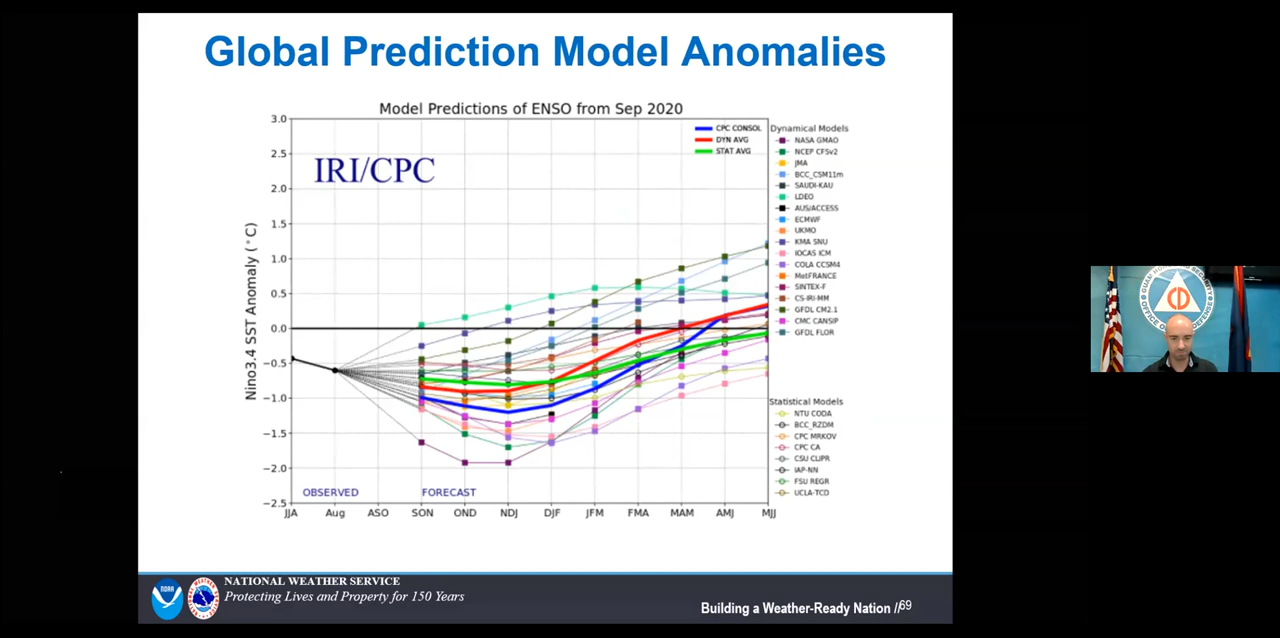 Global Prediction Model Anomalies
Model Predictions of ENSO from Sep 2020
IRI/CPC
CPC CONSOL
DYN AVG
STAT AVG
Nino3.4 SST Anomaly (°C)
3.0
2.5
2.0
1.5
1.0
0.5
0.0
−0.5
−1.0
−1.5
−2.0
−2.5
OBSERVED
FORECAST
JJA Aug ASO SON OND NDJ DJF JFM FMA MAM AMJ MJJ
Dynamical Models
NASA GMAO
NCEP CFSv2
JMA
BCC_CSM11m
SAUDI-KAU
LDEO
AUS/ACCESS
ECMWF
UKMO
KMA SNU
IOCAS ICM
COLA CCSM4
MetFRANCE
SINTEX-F
CS-IRI-MM
GFDL CM2.1
CMC CANSIP
GFDL FLOR
Statistical Models
NTU CODA
BCC_RZDM
CPC MRKOV
CPC CA
CSU CLIPR
IAP-NN
FSU REGR
UCLA-TCD
NOAA
NATIONAL WEATHER SERVICE
Protecting Lives and Property for 150 Years
Building a Weather-Ready Nation // 69